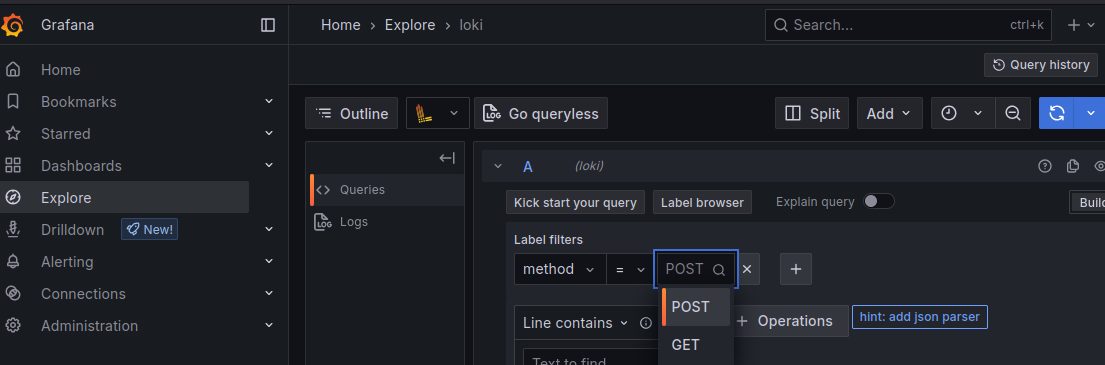 Grafana
Home > Explore > loki
Search...
ctrl+k
Query history
Home
Bookmarks
Starred
Dashboards
Explore
Drilldown
New!
Alerting
Connections
Administration
Outline
LOG
Go queryless
Split
Add
Queries
LOG
Logs
A
(loki)
Kick start your query
Label browser
Explain query
Label filters
method
=
POST
Line contains
POST
GET
+ Operations
hint: add json parser
Text to find